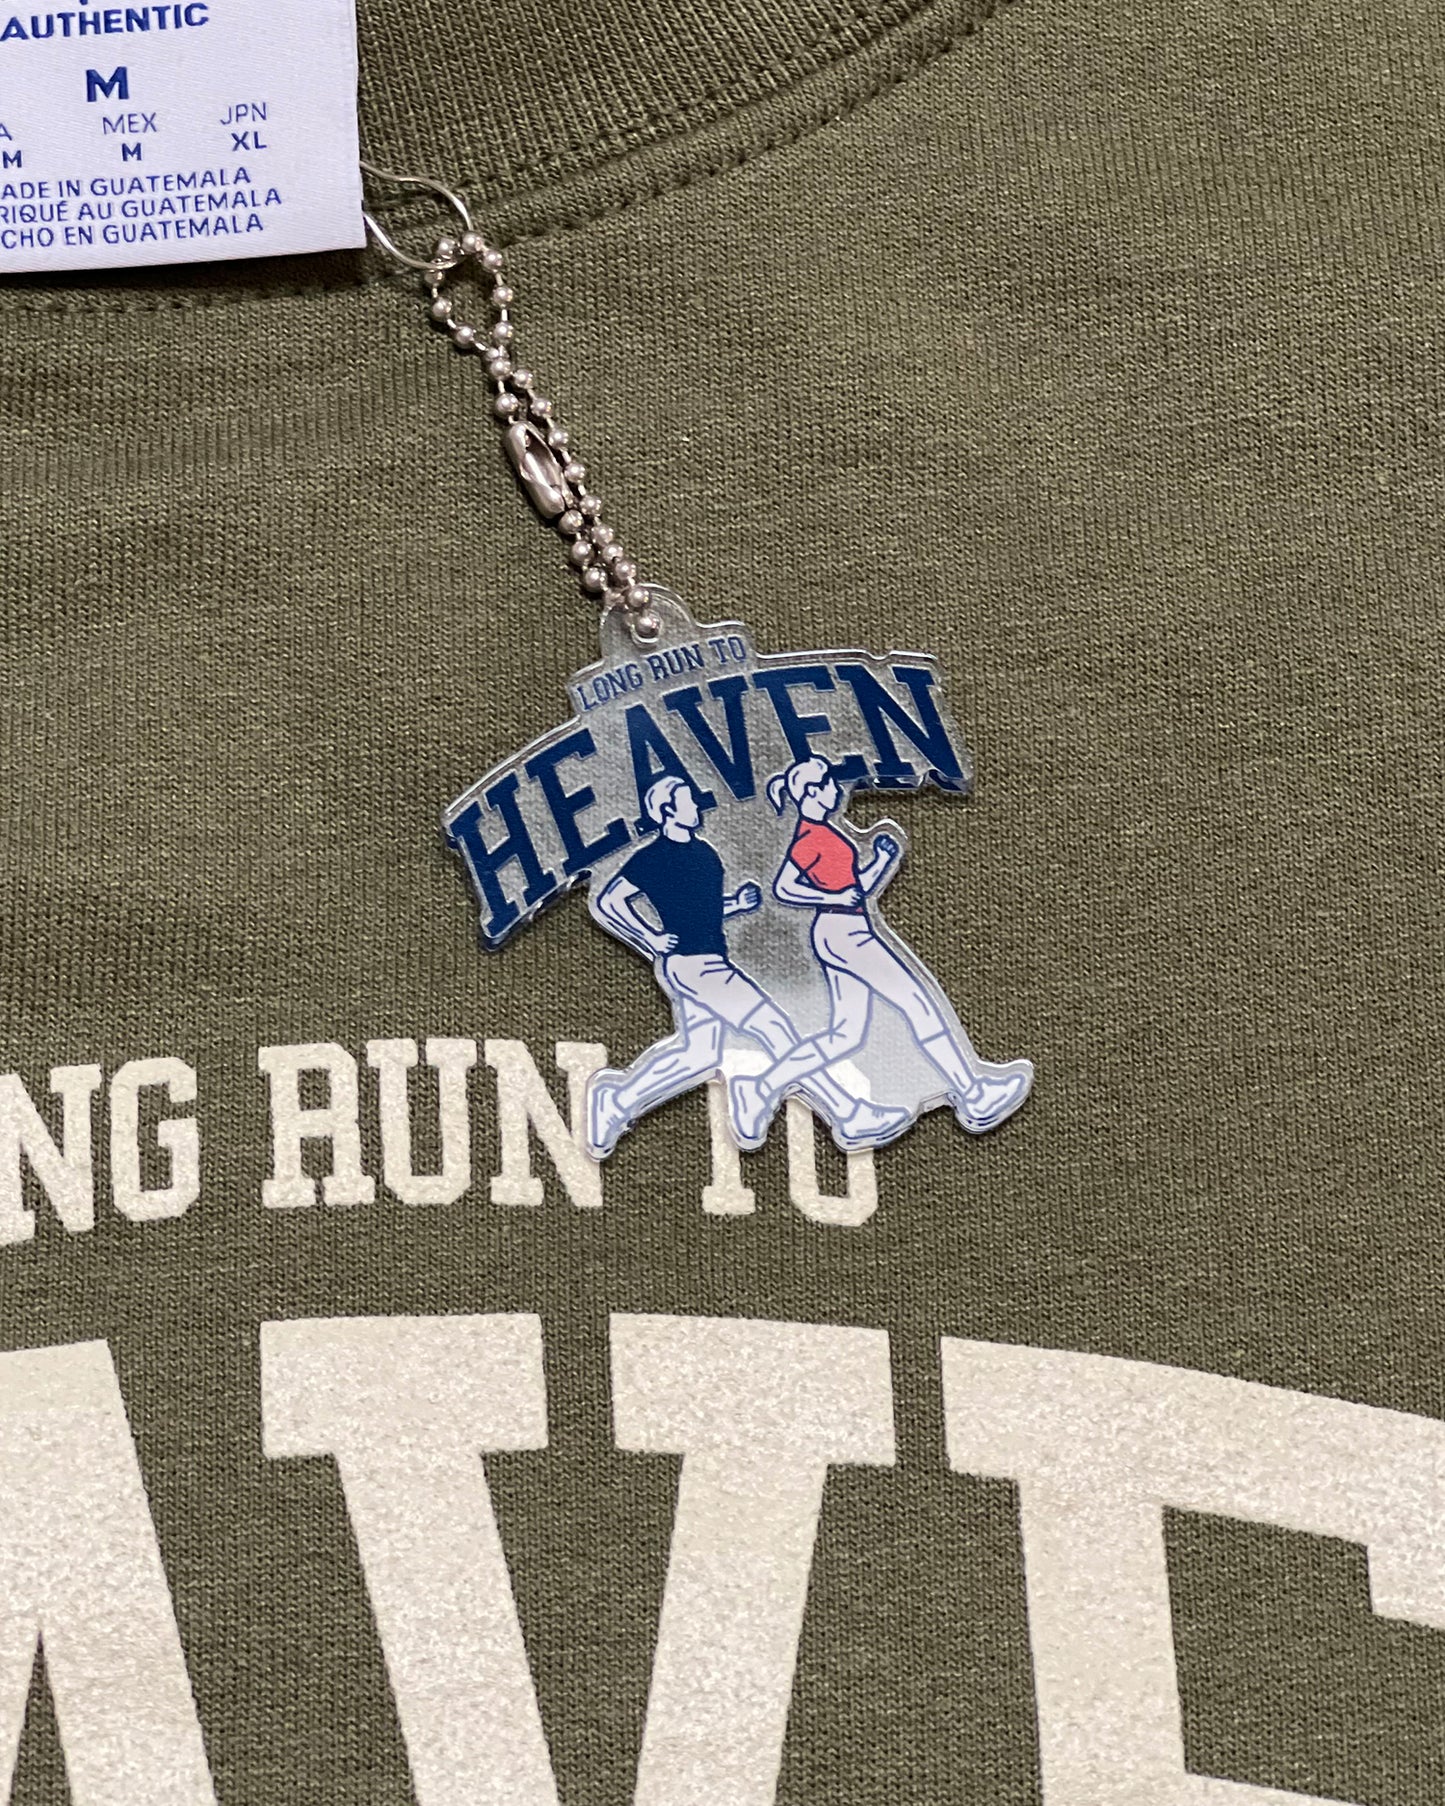 AUTHENTIC
M
MEX JPN
M M XL
ADE IN GUATEMALA
RIQUÉ AU GUATEMALA
CHO EN GUATEMALA
LONG RUN TO
HEAVEN
NG RUN TO
AVE